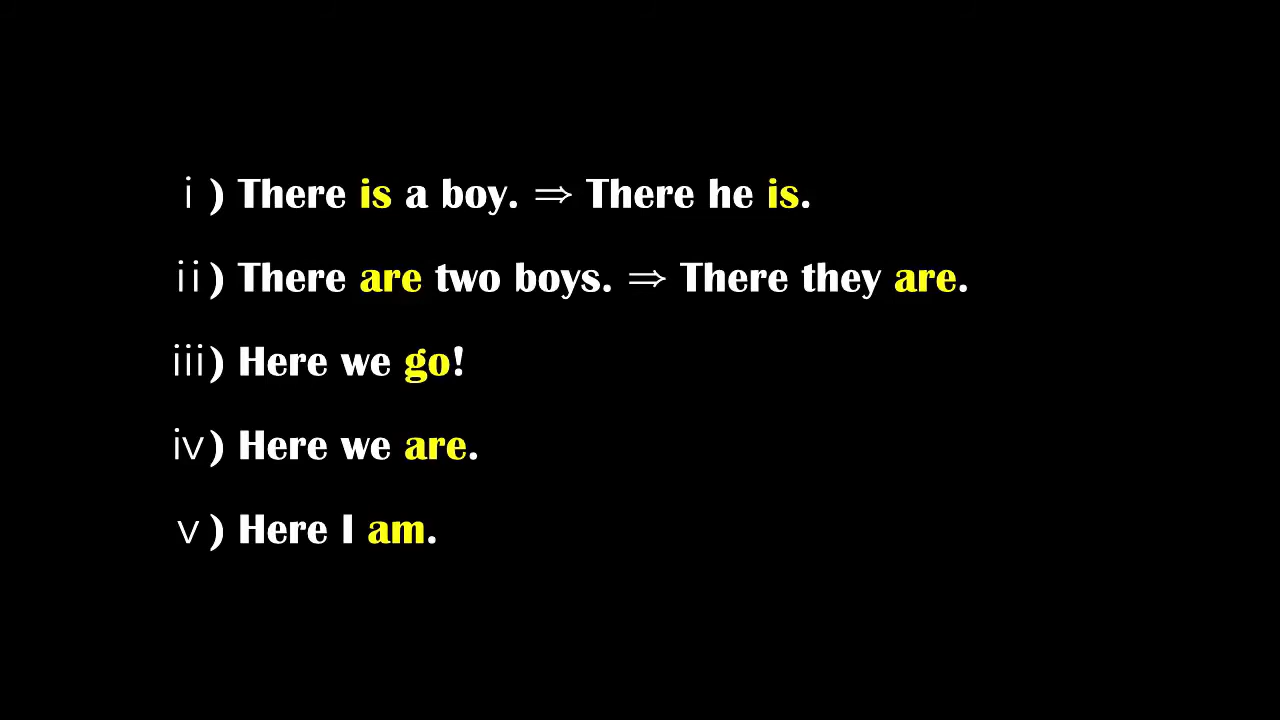 ⅰ) There is a boy. ⇒ There he is.
ⅱ) There are two boys. ⇒ There they are.
ⅲ) Here we go!
ⅳ) Here we are.
ⅴ) Here I am.